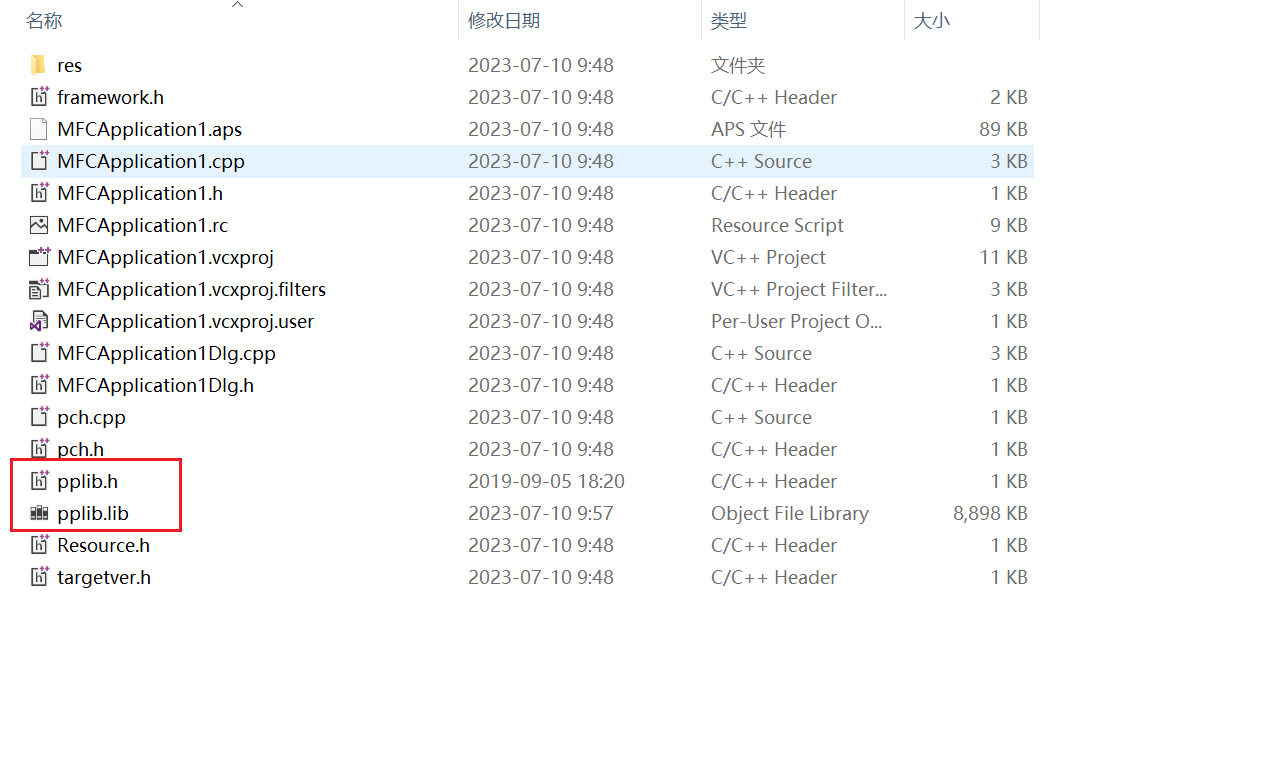 名称 修改日期 类型 大小
res 2023-07-10 9:48 文件夹
framework.h 2023-07-10 9:48 C/C++ Header 2 KB
MFCApplication1.aps 2023-07-10 9:48 APS 文件 89 KB
MFCApplication1.cpp 2023-07-10 9:48 C++ Source 3 KB
MFCApplication1.h 2023-07-10 9:48 C/C++ Header 1 KB
MFCApplication1.rc 2023-07-10 9:48 Resource Script 9 KB
MFCApplication1.vcxproj 2023-07-10 9:48 VC++ Project 11 KB
MFCApplication1.vcxproj.filters 2023-07-10 9:48 VC++ Project Filter... 3 KB
MFCApplication1.vcxproj.user 2023-07-10 9:48 Per-User Project O... 1 KB
MFCApplication1Dlg.cpp 2023-07-10 9:48 C++ Source 3 KB
MFCApplication1Dlg.h 2023-07-10 9:48 C/C++ Header 1 KB
pch.cpp 2023-07-10 9:48 C++ Source 1 KB
pch.h 2023-07-10 9:48 C/C++ Header 1 KB
pplib.h 2019-09-05 18:20 C/C++ Header 1 KB
pplib.lib 2023-07-10 9:57 Object File Library 8,898 KB
Resource.h 2023-07-10 9:48 C/C++ Header 1 KB
targetver.h 2023-07-10 9:48 C/C++ Header 1 KB